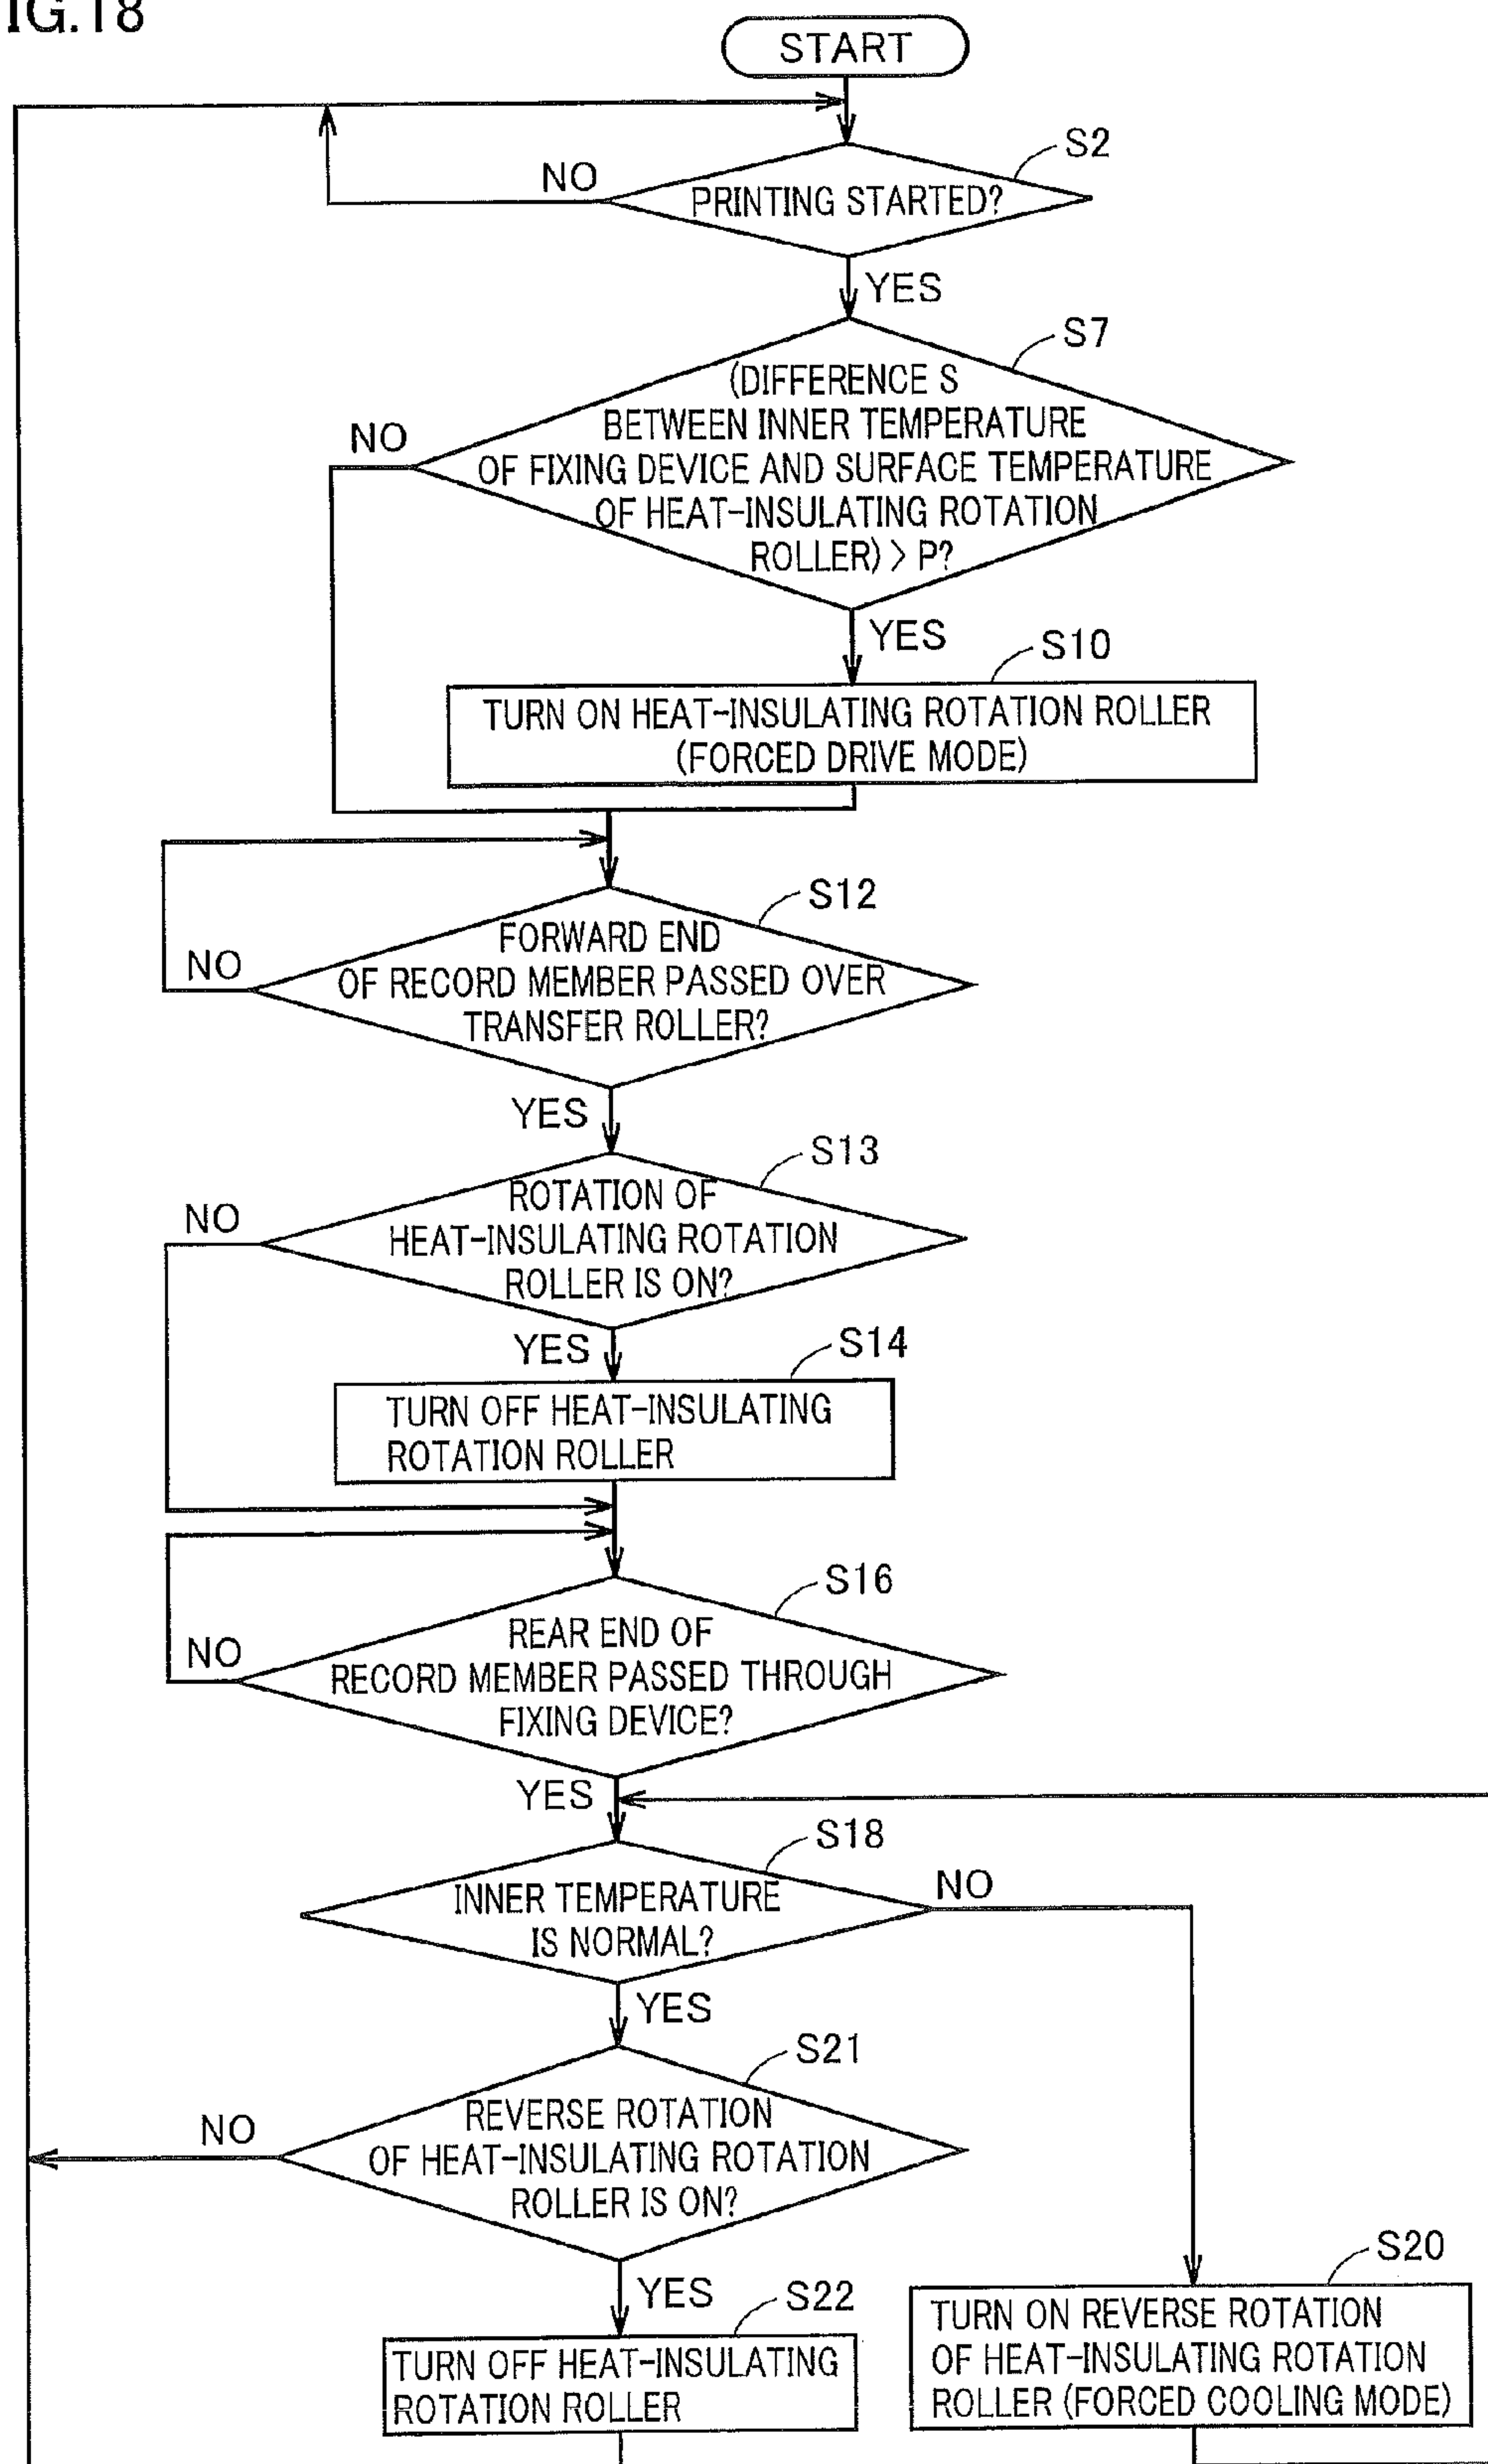 IG.18
START
S2
NO
PRINTING STARTED?
YES
S7
(DIFFERENCE S
BETWEEN INNER TEMPERATURE
NO
OF FIXING DEVICE AND SURFACE TEMPERATURE
OF HEAT-INSULATING ROTATION
ROLLER) > P?
YES
S10
TURN ON HEAT-INSULATING ROTATION ROLLER
(FORCED DRIVE MODE)
S12
FORWARD END
NO
OF RECORD MEMBER PASSED OVER
TRANSFER ROLLER?
YES
S13
ROTATION OF
NO
HEAT-INSULATING ROTATION
ROLLER IS ON?
YES
S14
TURN OFF HEAT-INSULATING
ROTATION ROLLER
S16
REAR END OF
NO
RECORD MEMBER PASSED THROUGH
FIXING DEVICE?
YES
S18
NO
INNER TEMPERATURE
IS NORMAL?
YES
S21
REVERSE ROTATION
NO
OF HEAT-INSULATING ROTATION
ROLLER IS ON?
YES
S22
TURN OFF HEAT-INSULATING
ROTATION ROLLER
S20
TURN ON REVERSE ROTATION
OF HEAT-INSULATING ROTATION
ROLLER (FORCED COOLING MODE)